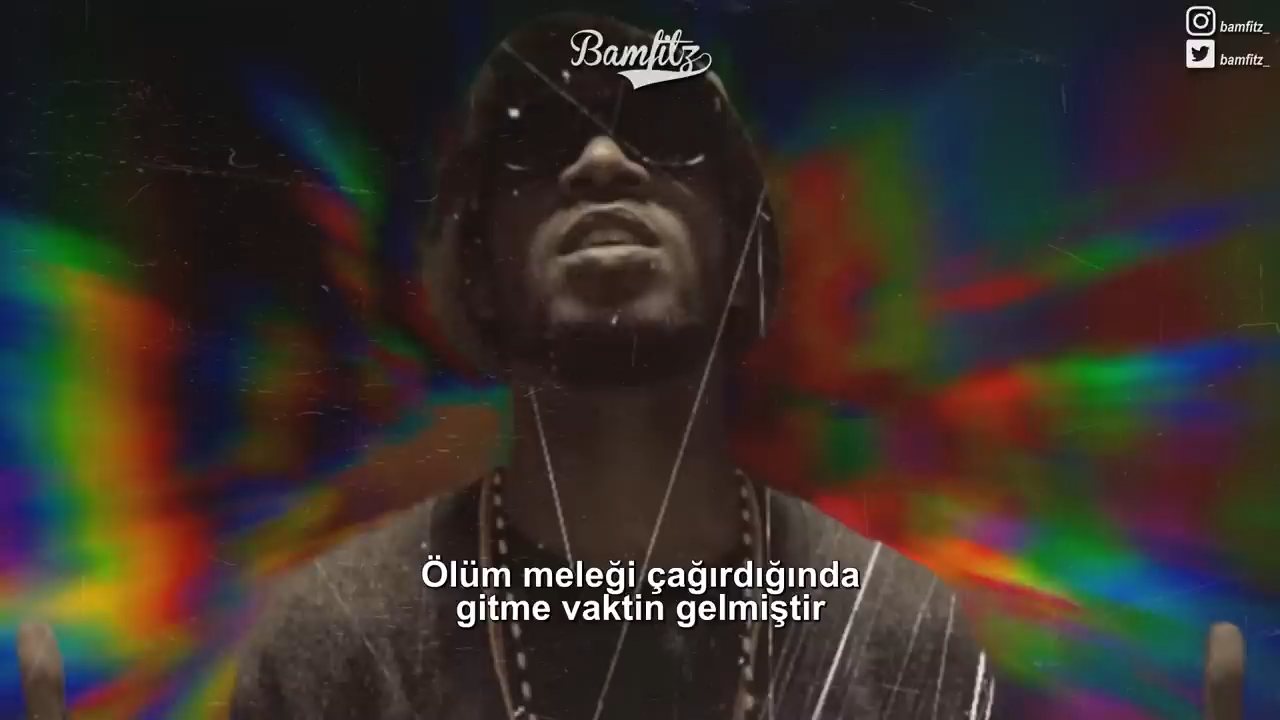 Bamfitz
bamfitz_
bamfitz_
Ölüm meleği çağırdığında
gitme vaktin gelmiştir